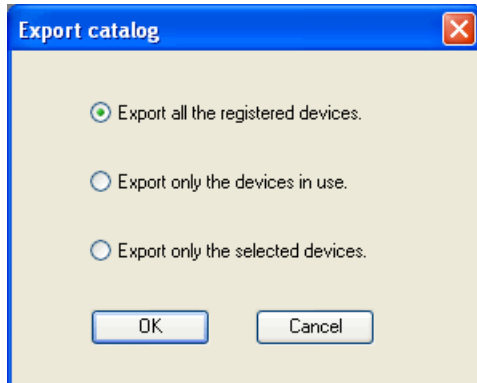 Export catalog
Export all the registered devices.
Export only the devices in use.
Export only the selected devices.
OK Cancel